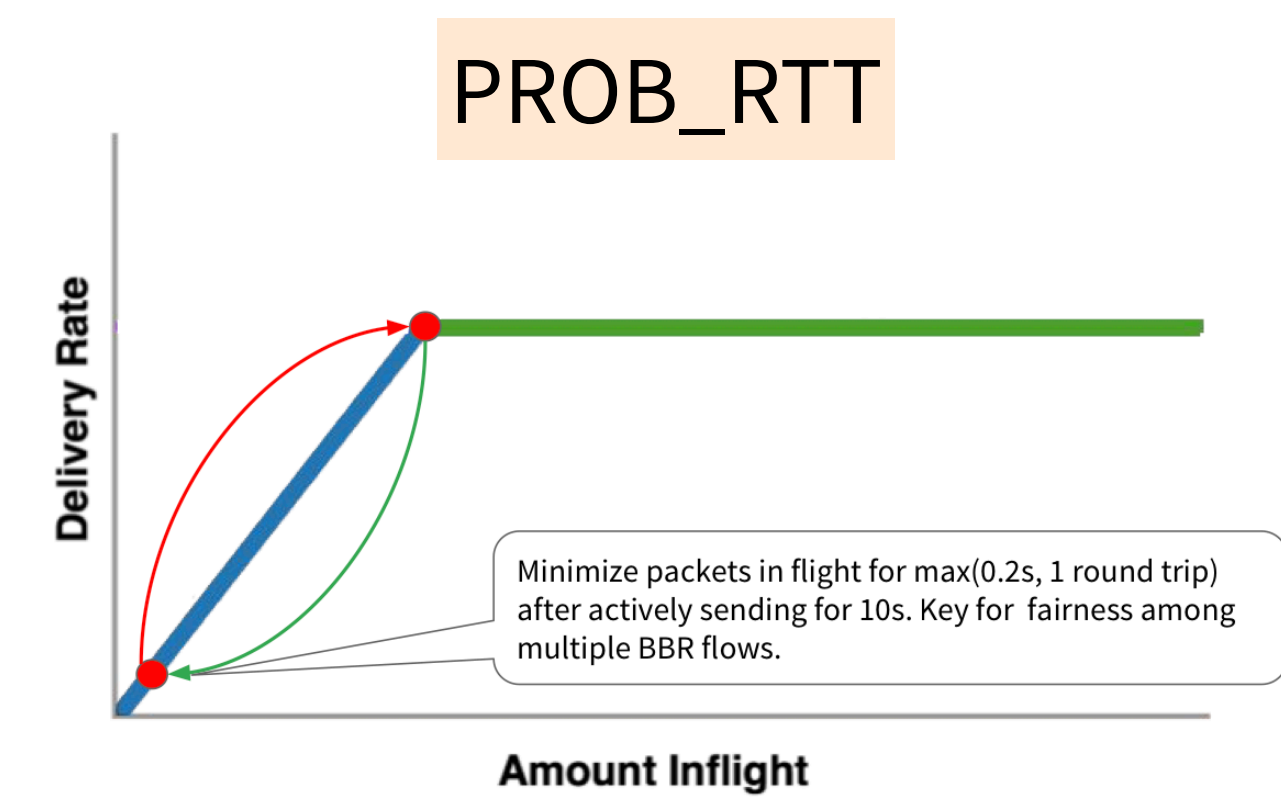 PROB_RTT
Delivery Rate
Minimize packets in flight for max(0.2s, 1 round trip)
after actively sending for 10s. Key for  fairness among
multiple BBR flows.
Amount Inflight